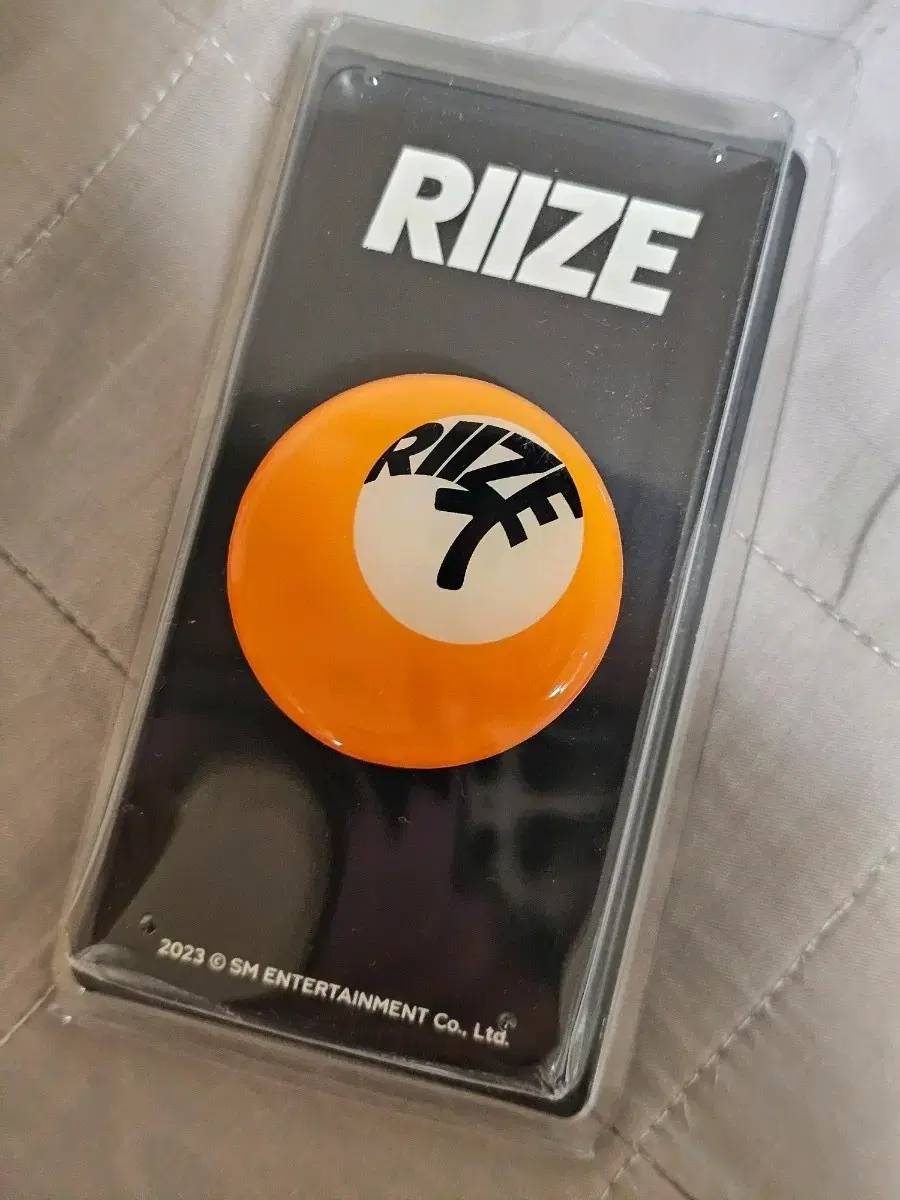 RIIZE
RIIZE
7
2023 © SM ENTERTAINMENT Co., Ltd.